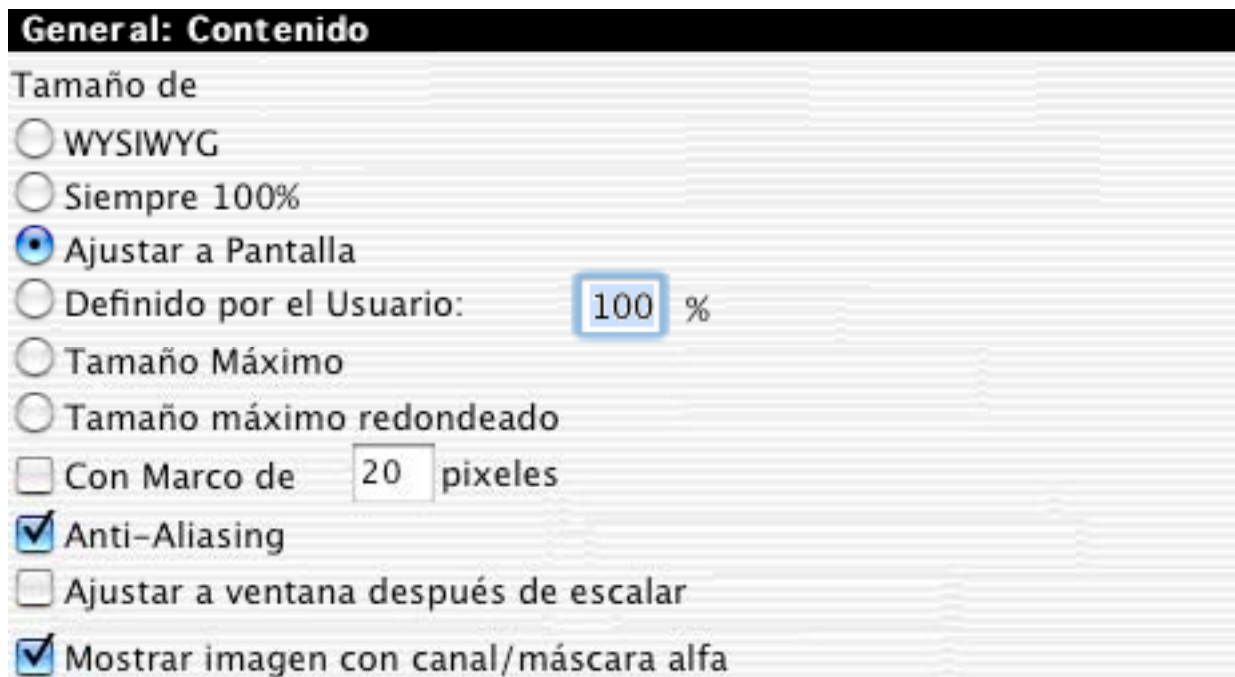 General: Contenido
Tamaño de
WYSIWYG
Siempre 100%
Ajustar a Pantalla
Definido por el Usuario: 100 %
Tamaño Máximo
Tamaño máximo redondeado
Con Marco de 20 pixeles
Anti-Aliasing
Ajustar a ventana después de escalar
Mostrar imagen con canal/máscara alfa